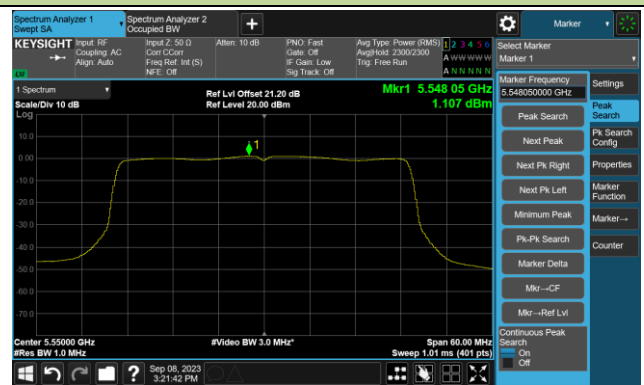 Spectrum Analyzer 1
Swept SA
Spectrum Analyzer 2
Occupied BW
+
Marker
KEYSIGHT
Input: RF
Coupling: AC
Align: Auto
Input Z: 50 Ω
Corr CCorr
Freq Ref: Int (S)
NFE: Off
Atten: 10 dB
PNO: Fast
Gate: Off
IF Gain: Low
Sig Track: Off
Avg Type: Power (RMS)
Avg|Hold: 2300/2300
Trig: Free Run
1 2 3 4 5 6
A W W W W W
A N N N N N
LXI
Select Marker
Marker 1
1 Spectrum
Scale/Div 10 dB
Log
Ref Lvl Offset 21.20 dB
Ref Level 20.00 dBm
Mkr1 5.548 05 GHz
1.107 dBm
10.0
0.00
-10.0
-20.0
-30.0
-40.0
-50.0
-60.0
-70.0
1
Center 5.55000 GHz
#Res BW 1.0 MHz
#Video BW 3.0 MHz*
Span 60.00 MHz
Sweep 1.01 ms (401 pts)
Marker Frequency
5.548050000 GHz
Peak Search
Next Peak
Next Pk Right
Next Pk Left
Minimum Peak
Pk-Pk Search
Marker Delta
Mkr→CF
Mkr→Ref Lvl
Continuous Peak
Search
On
Off
Settings
Peak
Search
Pk Search
Config
Properties
Marker
Function
Marker→
Counter
?
Sep 08, 2023
3:21:42 PM